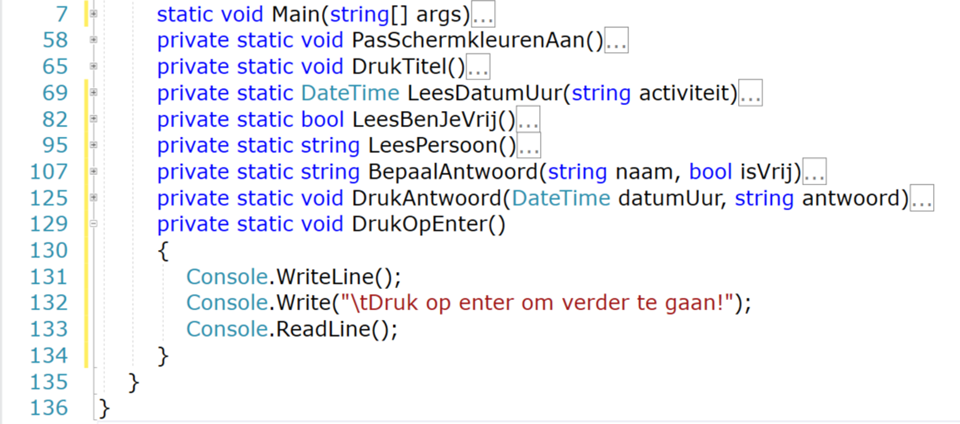 7 static void Main(string[] args)...
58 private static void PasSchermkleurenAan()...
65 private static void DrukTitel()...
69 private static DateTime LeesDatumUur(string activiteit)...
82 private static bool LeesBenJeVrij()...
95 private static string LeesPersoon()...
107 private static string BepaalAntwoord(string naam, bool isVrij)...
125 private static void DrukAntwoord(DateTime datumUur, string antwoord)...
129 private static void DrukOpEnter()
130 {
131 Console.WriteLine();
132 Console.Write("\tDruk op enter om verder te gaan!");
133 Console.ReadLine();
134 }
135 }
136 }